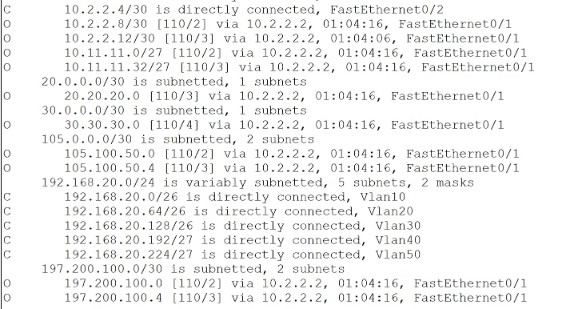 C 10.2.2.4/30 is directly connected, FastEthernet0/2
O 10.2.2.8/30 [110/2] via 10.2.2.2, 01:04:16, FastEthernet0/1
O 10.2.2.12/30 [110/3] via 10.2.2.2, 01:04:06, FastEthernet0/1
O 10.11.11.0/27 [110/2] via 10.2.2.2, 01:04:16, FastEthernet0/1
O 10.11.11.32/27 [110/3] via 10.2.2.2, 01:04:16, FastEthernet0/1
20.0.0.0/30 is subnetted, 1 subnets
O 20.20.20.0 [110/3] via 10.2.2.2, 01:04:16, FastEthernet0/1
30.0.0.0/30 is subnetted, 1 subnets
O 30.30.30.0 [110/4] via 10.2.2.2, 01:04:16, FastEthernet0/1
105.0.0.0/30 is subnetted, 2 subnets
O 105.100.50.0 [110/2] via 10.2.2.2, 01:04:16, FastEthernet0/1
O 105.100.50.4 [110/3] via 10.2.2.2, 01:04:16, FastEthernet0/1
192.168.20.0/24 is variably subnetted, 5 subnets, 2 masks
C 192.168.20.0/26 is directly connected, Vlan10
C 192.168.20.64/26 is directly connected, Vlan20
C 192.168.20.128/26 is directly connected, Vlan30
C 192.168.20.192/27 is directly connected, Vlan40
C 192.168.20.224/27 is directly connected, Vlan50
197.200.100.0/30 is subnetted, 2 subnets
O 197.200.100.0 [110/2] via 10.2.2.2, 01:04:16, FastEthernet0/1
O 197.200.100.4 [110/3] via 10.2.2.2, 01:04:16, FastEthernet0/1